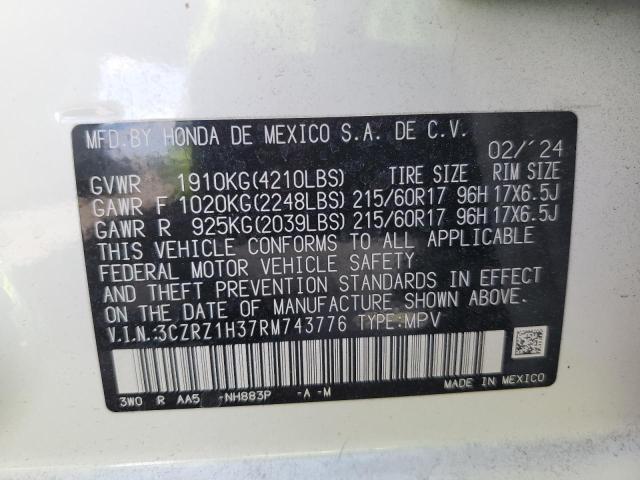 MFD.BY HONDA DE MEXICO S.A. DE C.V.
02/'24
GVWR 1910KG(4210LBS) TIRE SIZE RIM SIZE
GAWR F 1020KG(2248LBS) 215/60R17 96H 17X6.5J
GAWR R 925KG(2039LBS) 215/60R17 96H 17X6.5J
THIS VEHICLE CONFORMS TO ALL APPLICABLE
FEDERAL MOTOR VEHICLE SAFETY
AND THEFT PREVENTION STANDARDS IN EFFECT
ON THE DATE OF MANUFACTURE SHOWN ABOVE.
V.I.N.:3CZRZ1H37RM743776 TYPE:MPV
3W0 R AA5 -NH883P -A -M
MADE IN MEXICO